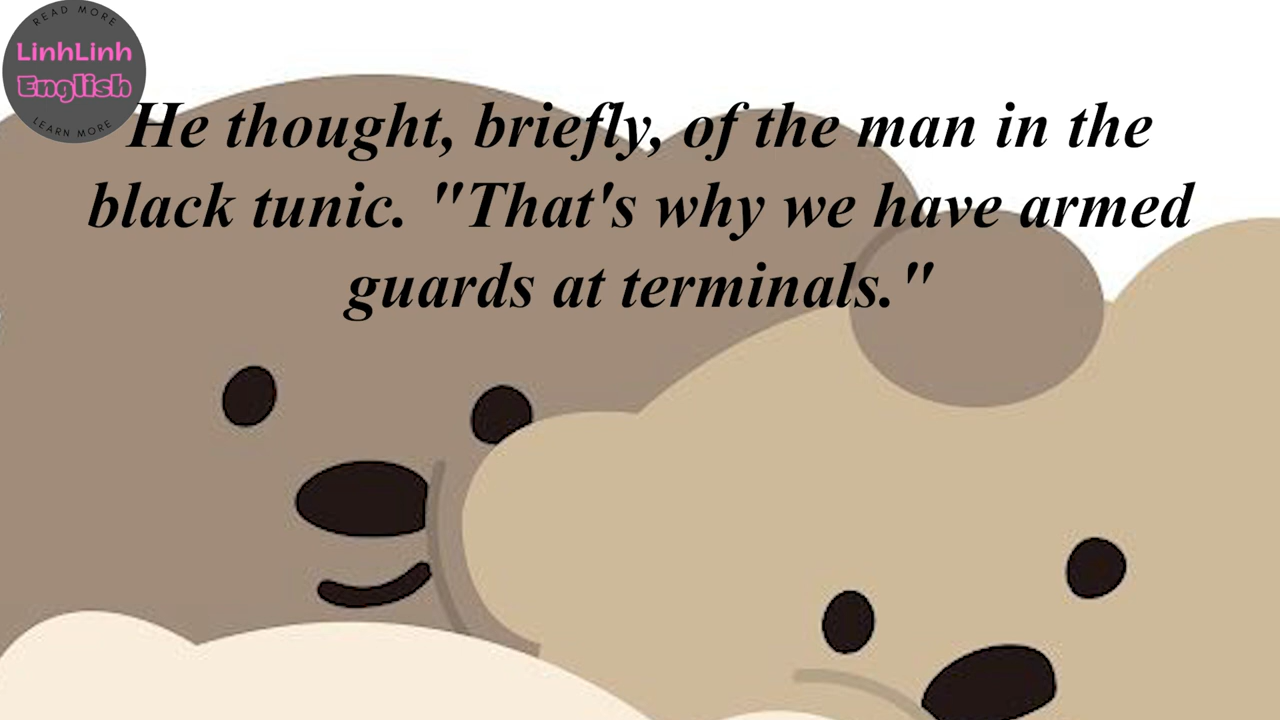 READ MORE
LinhLinh
English
LEARN MORE
He thought, briefly, of the man in the
black tunic. "That's why we have armed
guards at terminals."